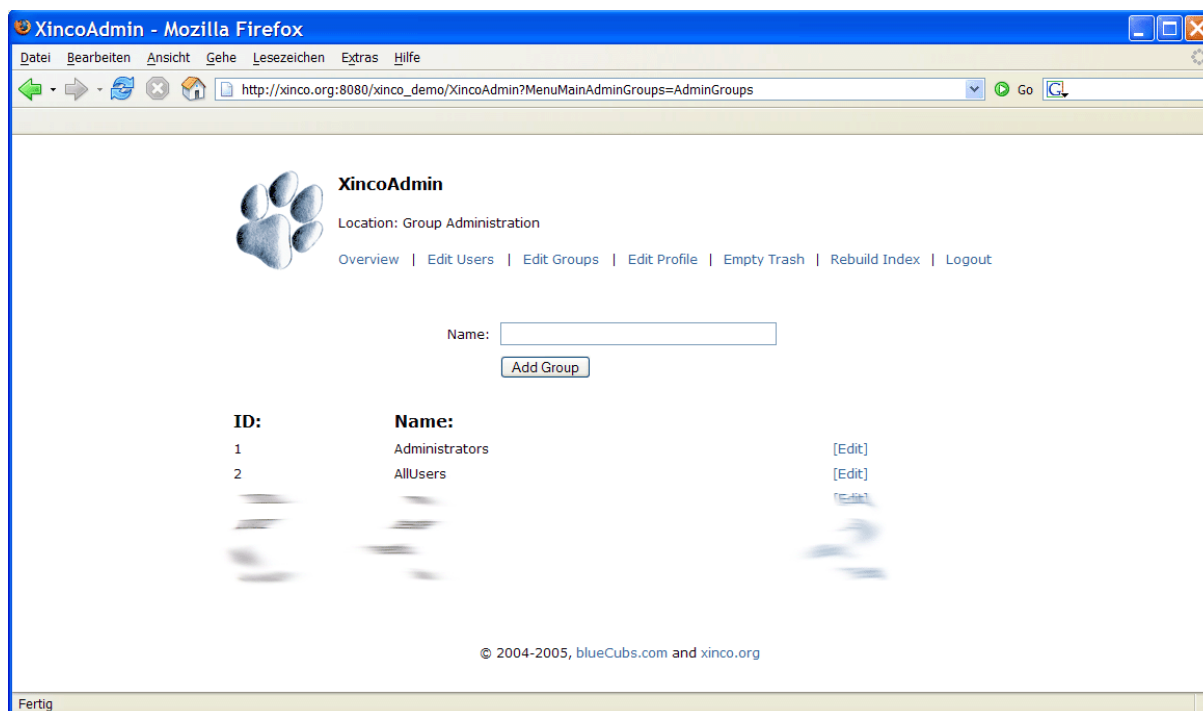 XincoAdmin - Mozilla Firefox
Datei Bearbeiten Ansicht Gehe Lesezeichen Extras Hilfe
http://xinco.org:8080/xinco_demo/XincoAdmin?MenuMainAdminGroups=AdminGroups Go G
XincoAdmin
Location: Group Administration
Overview | Edit Users | Edit Groups | Edit Profile | Empty Trash | Rebuild Index | Logout
Name:
Add Group
ID: Name:
1 Administrators [Edit]
2 AllUsers [Edit]
[Edit]
© 2004-2005, blueCubs.com and xinco.org
Fertig